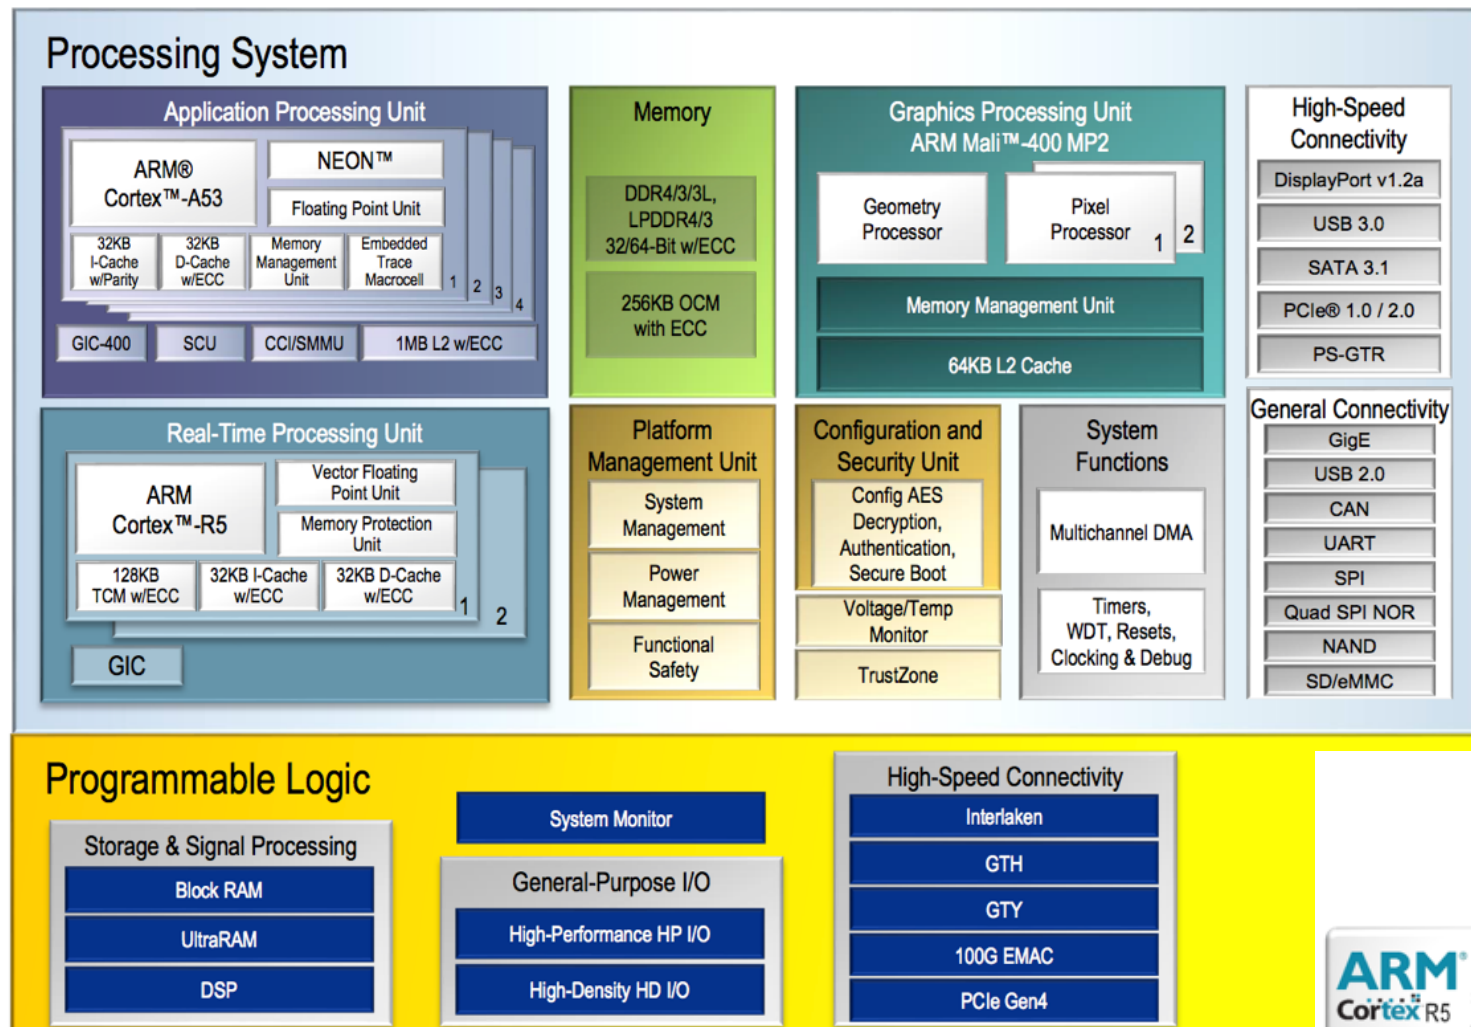 Processing System
Application Processing Unit
ARM®
Cortex™-A53
NEON™
Floating Point Unit
32KB
I-Cache
w/Parity
32KB
D-Cache
w/ECC
Memory
Management
Unit
Embedded
Trace
Macrocell
1
2
3
4
GIC-400
SCU
CCI/SMMU
1MB L2 w/ECC
Memory
DDR4/3/3L,
LPDDR4/3
32/64-Bit w/ECC
256KB OCM
with ECC
Graphics Processing Unit
ARM Mali™-400 MP2
Geometry
Processor
Pixel
Processor
1
2
Memory Management Unit
64KB L2 Cache
High-Speed
Connectivity
DisplayPort v1.2a
USB 3.0
SATA 3.1
PCIe® 1.0 / 2.0
PS-GTR
Real-Time Processing Unit
ARM
Cortex™-R5
Vector Floating
Point Unit
Memory Protection
Unit
128KB
TCM w/ECC
32KB I-Cache
w/ECC
32KB D-Cache
w/ECC
1
2
GIC
Platform
Management Unit
System
Management
Power
Management
Functional
Safety
Configuration and
Security Unit
Config AES
Decryption,
Authentication,
Secure Boot
Voltage/Temp
Monitor
TrustZone
System
Functions
Multichannel DMA
Timers,
WDT, Resets,
Clocking & Debug
General Connectivity
GigE
USB 2.0
CAN
UART
SPI
Quad SPI NOR
NAND
SD/eMMC
Programmable Logic
Storage & Signal Processing
Block RAM
UltraRAM
DSP
System Monitor
General-Purpose I/O
High-Performance HP I/O
High-Density HD I/O
High-Speed Connectivity
Interlaken
GTH
GTY
100G EMAC
PCIe Gen4
ARM®
Cortex R5